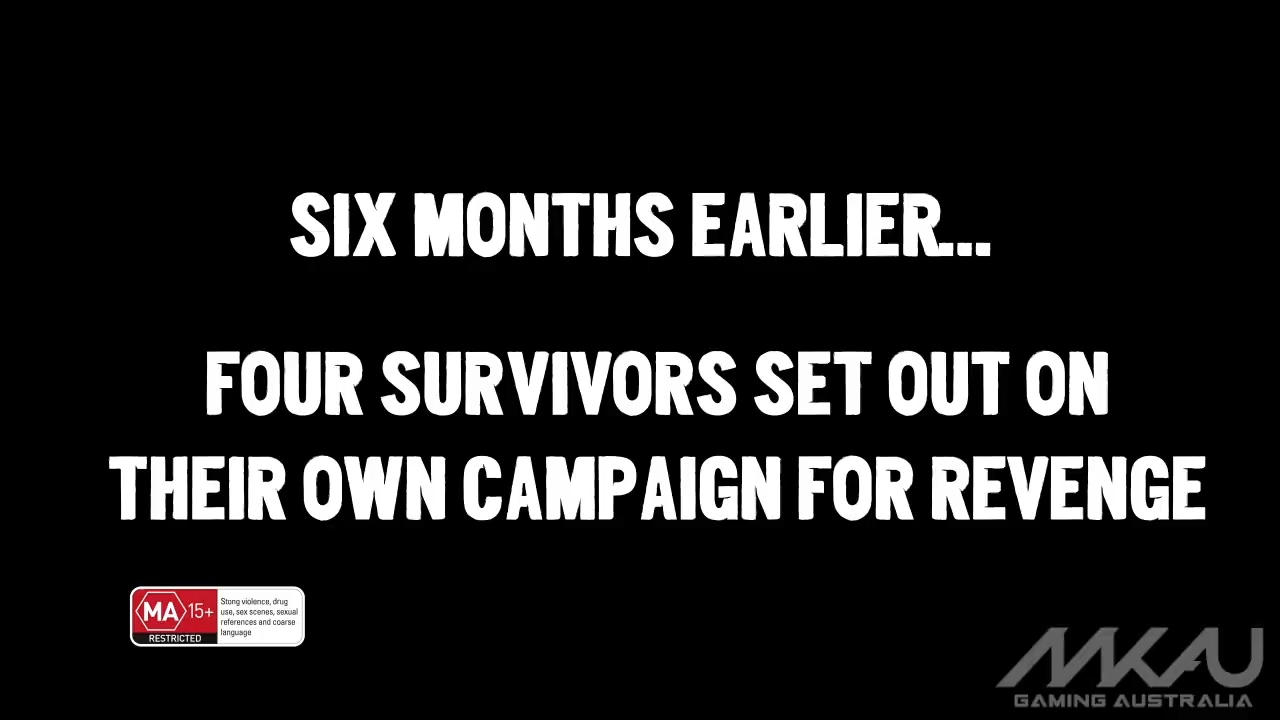 SIX MONTHS EARLIER...
FOUR SURVIVORS SET OUT ON
THEIR OWN CAMPAIGN FOR REVENGE
MA 15+
RESTRICTED
Stong violence, drug
use, sex scenes, sexual
references and coarse
language
MKAU
GAMING AUSTRALIA